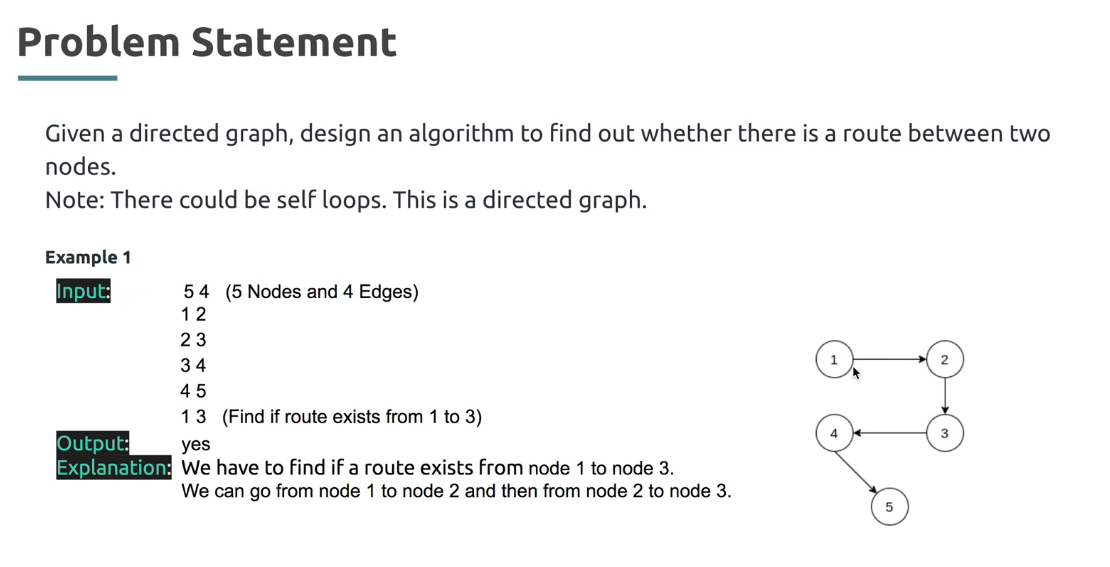 Problem Statement
Given a directed graph, design an algorithm to find out whether there is a route between two
nodes.
Note: There could be self loops. This is a directed graph.
Example 1
Input: 5 4 (5 Nodes and 4 Edges)
1 2
2 3
3 4
4 5
1 3 (Find if route exists from 1 to 3)
Output: yes
Explanation: We have to find if a route exists from node 1 to node 3.
We can go from node 1 to node 2 and then from node 2 to node 3.
1 2
4 3
5